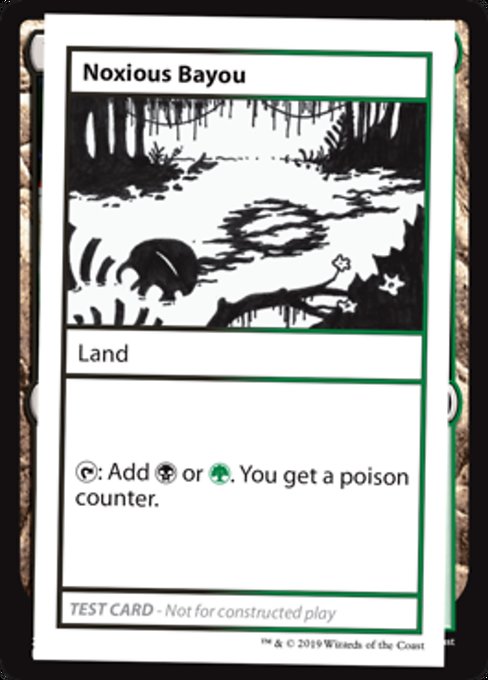 Noxious Bayou
Land
: Add or . You get a poison
counter.
TEST CARD - Not for constructed play
™ & © 2019 Wizards of the Coast